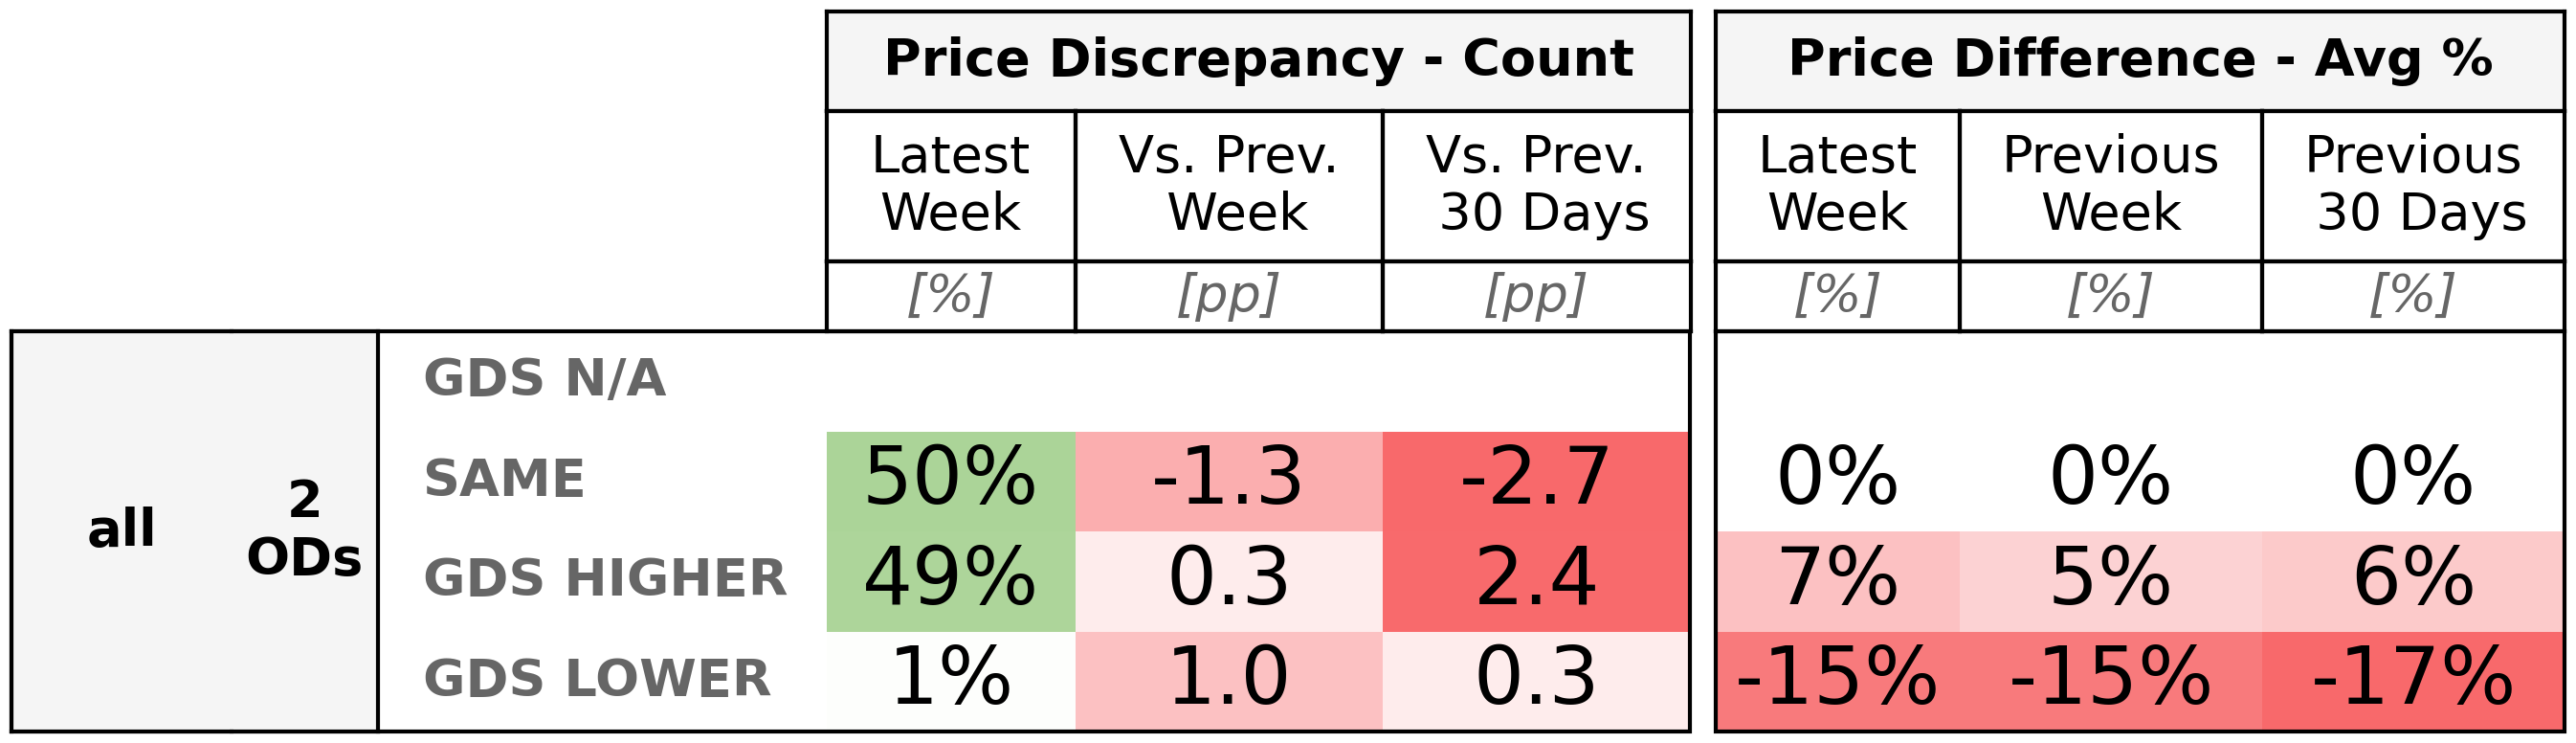 Price Discrepancy - Count Price Difference - Avg %
Latest Week Vs. Prev. Week Vs. Prev. 30 Days Latest Week Previous Week Previous 30 Days
[%] [pp] [pp] [%] [%] [%]
all 2 ODs
GDS N/A
SAME 50% -1.3 -2.7 0% 0% 0%
GDS HIGHER 49% 0.3 2.4 7% 5% 6%
GDS LOWER 1% 1.0 0.3 -15% -15% -17%